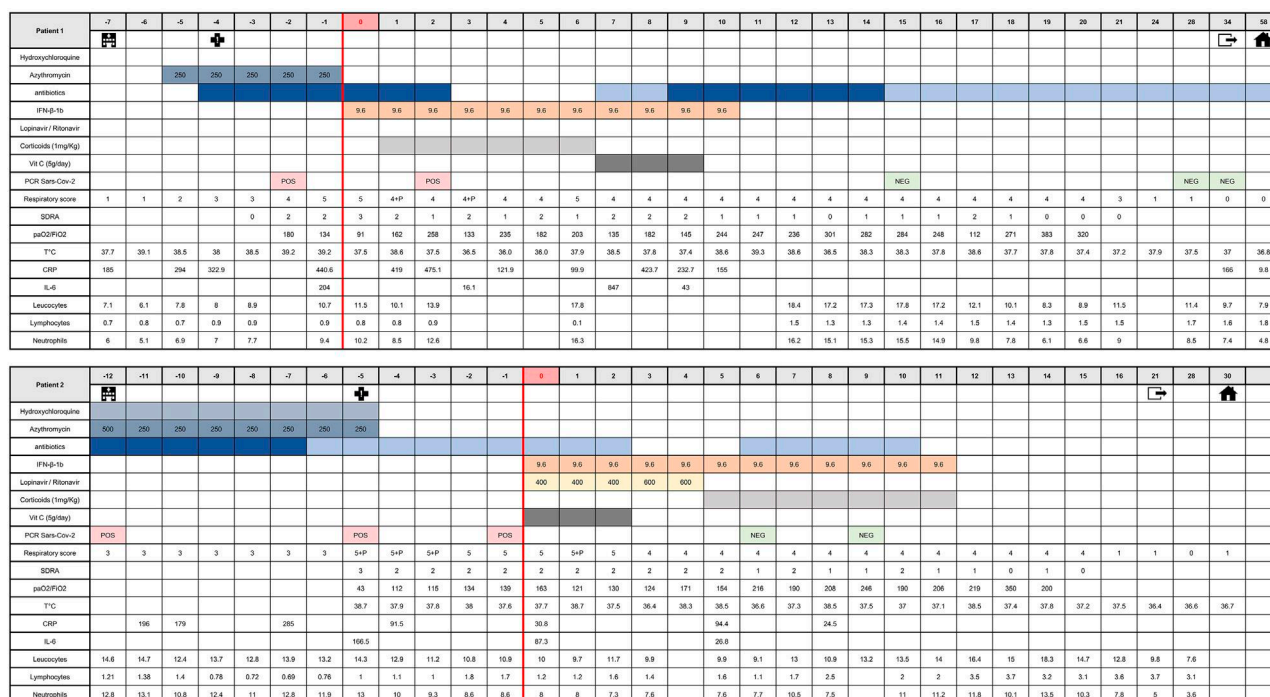 Patient 1 -7 -6 -5 -4 -3 -2 -1 0 1 2 3 4 5 6 7 8 9 10 11 12 13 14 15 16 17 18 19 20 21 24 28 34 58
Hydroxychloroquine
Azythromycin 250 250 250 250 250
antibiotics
IFN-β-1b 9.6 9.6 9.6 9.6 9.6 9.6 9.6 9.6 9.6 9.6 9.6
Lopinavir / Ritonavir
Corticoids (1mg/Kg)
Vit C (5g/day)
PCR Sars-Cov-2 POS POS NEG NEG NEG
Respiratory score 1 1 2 3 3 4 5 5 4+P 4 4+P 4 4 5 4 4 4 4 4 4 4 4 4 4 4 4 4 4 3 1 1 0 0
SDRA 0 2 2 3 2 1 2 1 2 1 2 2 2 1 1 1 0 1 1 1 2 1 0 0 0
paO2/FiO2 180 134 91 162 258 133 235 182 203 135 182 145 244 247 236 301 282 284 248 112 271 383 320
T°C 37.7 39.1 38.5 38 38.5 39.2 39.2 37.5 38.6 37.5 36.5 36.0 36.0 37.9 38.5 37.8 37.4 38.6 39.3 38.6 38.5 38.3 38.3 37.8 38.6 37.7 37.8 37.4 37.2 37.9 37.5 37 36.8
CRP 185 294 322.9 440.6 419 475.1 121.9 99.9 423.7 232.7 155 166 9.8
IL-6 204 16.1 847 43
Leucocytes 7.1 6.1 7.8 8 8.9 10.7 11.5 10.1 13.9 17.8 18.4 17.2 17.3 17.8 17.2 12.1 10.1 8.3 8.9 11.5 11.4 9.7 7.9
Lymphocytes 0.7 0.8 0.7 0.9 0.9 0.9 0.8 0.8 0.9 0.1 1.5 1.3 1.3 1.4 1.4 1.5 1.4 1.3 1.5 1.5 1.7 1.6 1.8
Neutrophils 6 5.1 6.9 7 7.7 9.4 10.2 8.5 12.6 16.3 16.2 15.1 15.3 15.5 14.9 9.8 7.8 6.1 6.6 9 8.5 7.4 4.8
Patient 2 -12 -11 -10 -9 -8 -7 -6 -5 -4 -3 -2 -1 0 1 2 3 4 5 6 7 8 9 10 11 12 13 14 15 16 21 28 30
Hydroxychloroquine
Azythromycin 500 250 250 250 250 250 250 250
antibiotics
IFN-β-1b 9.6 9.6 9.6 9.6 9.6 9.6 9.6 9.6 9.6 9.6 9.6 9.6
Lopinavir / Ritonavir 400 400 400 600 600
Corticoids (1mg/Kg)
Vit C (5g/day)
PCR Sars-Cov-2 POS POS POS NEG NEG
Respiratory score 3 3 3 3 3 3 3 5+P 5+P 5+P 5 5 5 5+P 5 4 4 4 4 4 4 4 4 4 4 4 4 4 1 1 0 1
SDRA 3 2 2 2 2 2 2 2 2 2 2 1 2 1 1 2 1 1 0 1 0
paO2/FiO2 43 112 115 134 139 163 121 130 124 171 154 216 190 208 246 190 206 219 350 200
T°C 38.7 37.9 37.8 38 37.6 37.7 38.7 37.5 36.4 38.3 38.5 36.6 37.3 38.5 37.5 37 37.1 38.5 37.4 37.8 37.2 37.5 36.4 36.6 36.7
CRP 196 179 285 91.5 30.8 94.4 24.5
IL-6 166.5 87.3 26.8
Leucocytes 14.6 14.7 12.4 13.7 12.8 13.9 13.2 14.3 12.9 11.2 10.8 10.9 10 9.7 11.7 9.9 9.9 9.1 13 10.9 13.2 13.5 14 16.4 15 18.3 14.7 12.8 9.8 7.6
Lymphocytes 1.21 1.38 1.4 0.78 0.72 0.69 0.76 1 1.1 1 1.8 1.7 1.2 1.2 1.6 1.4 1.6 1.1 1.7 2.5 2 2 3.5 3.7 3.2 3.1 3.6 3.7 3.1
Neutrophils 12.8 13.1 10.8 12.4 11 12.8 11.9 13 10 9.3 8.6 8.6 8 8 7.3 7.6 7.6 7.7 10.5 7.5 11 11.2 11.8 10.1 13.5 10.3 7.8 5 3.6